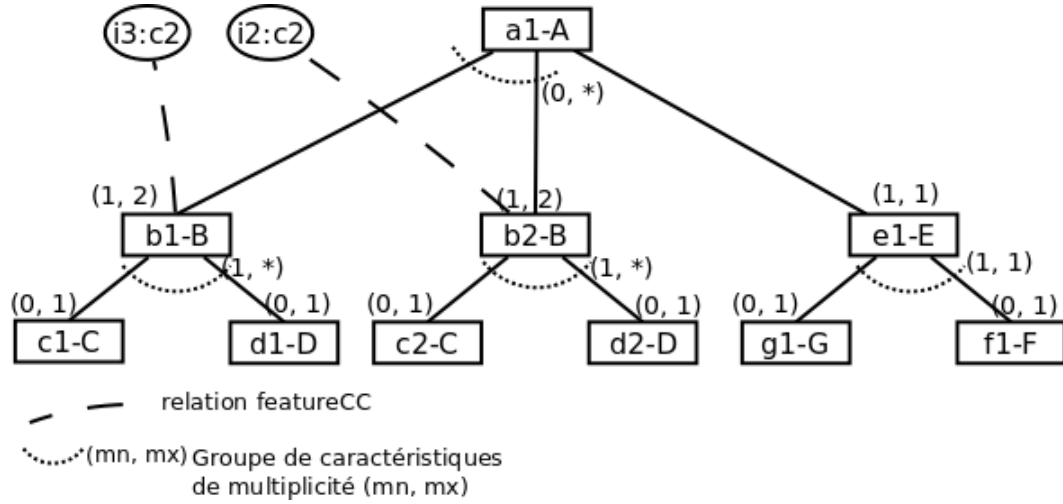 i3:c2 i2:c2 a1-A
(0, *)
(1, 2) (1, 2) (1, 1)
b1-B b2-B e1-E
(1, *) (1, *) (1, 1)
(0, 1) (0, 1) (0, 1) (0, 1) (0, 1) (0, 1)
c1-C d1-D c2-C d2-D g1-G f1-F
relation featureCC
(mn, mx) Groupe de caractéristiques
de multiplicité (mn, mx)